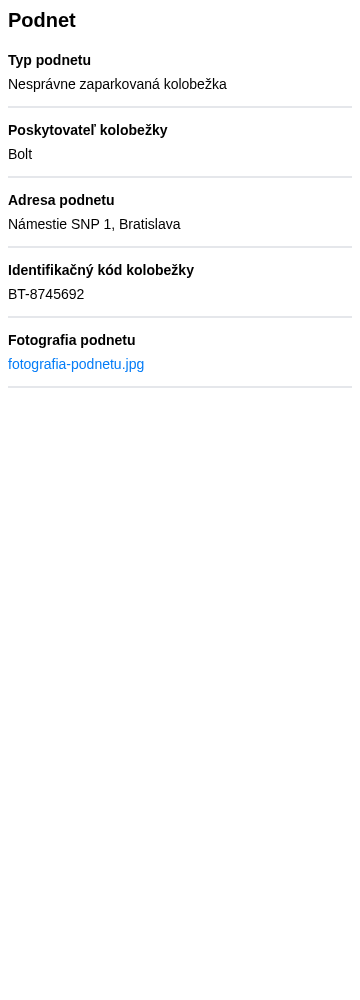 Podnet
Typ podnetu
Nesprávne zaparkovaná kolobežka
Poskytovateľ kolobežky
Bolt
Adresa podnetu
Námestie SNP 1, Bratislava
Identifikačný kód kolobežky
BT-8745692
Fotografia podnetu
fotografia-podnetu.jpg